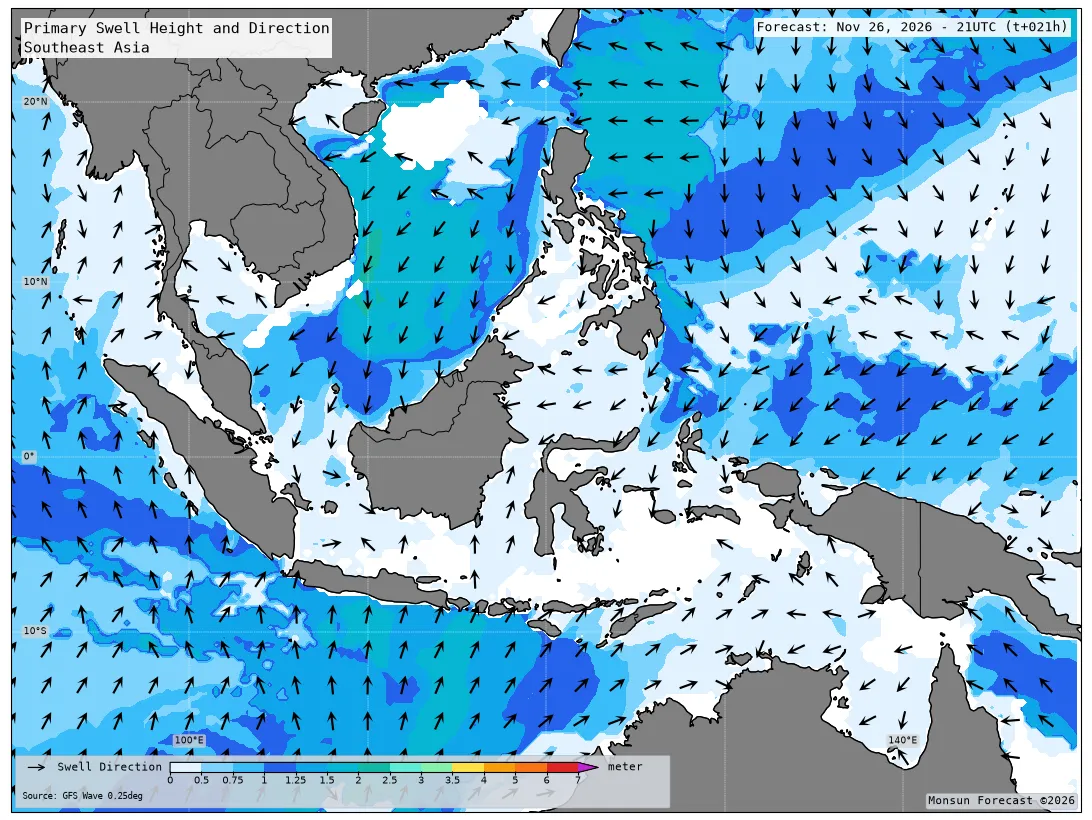 Primary Swell Height and Direction
Southeast Asia
Forecast: Nov 26, 2026 - 21UTC (t+021h)
20°N
10°N
0°
10°S
100°E
140°E
Swell Direction
meter
0 0.5 0.75 1 1.25 1.5 2 2.5 3 3.5 4 5 6 7
Source: GFS Wave 0.25deg
Monsun Forecast ©2026